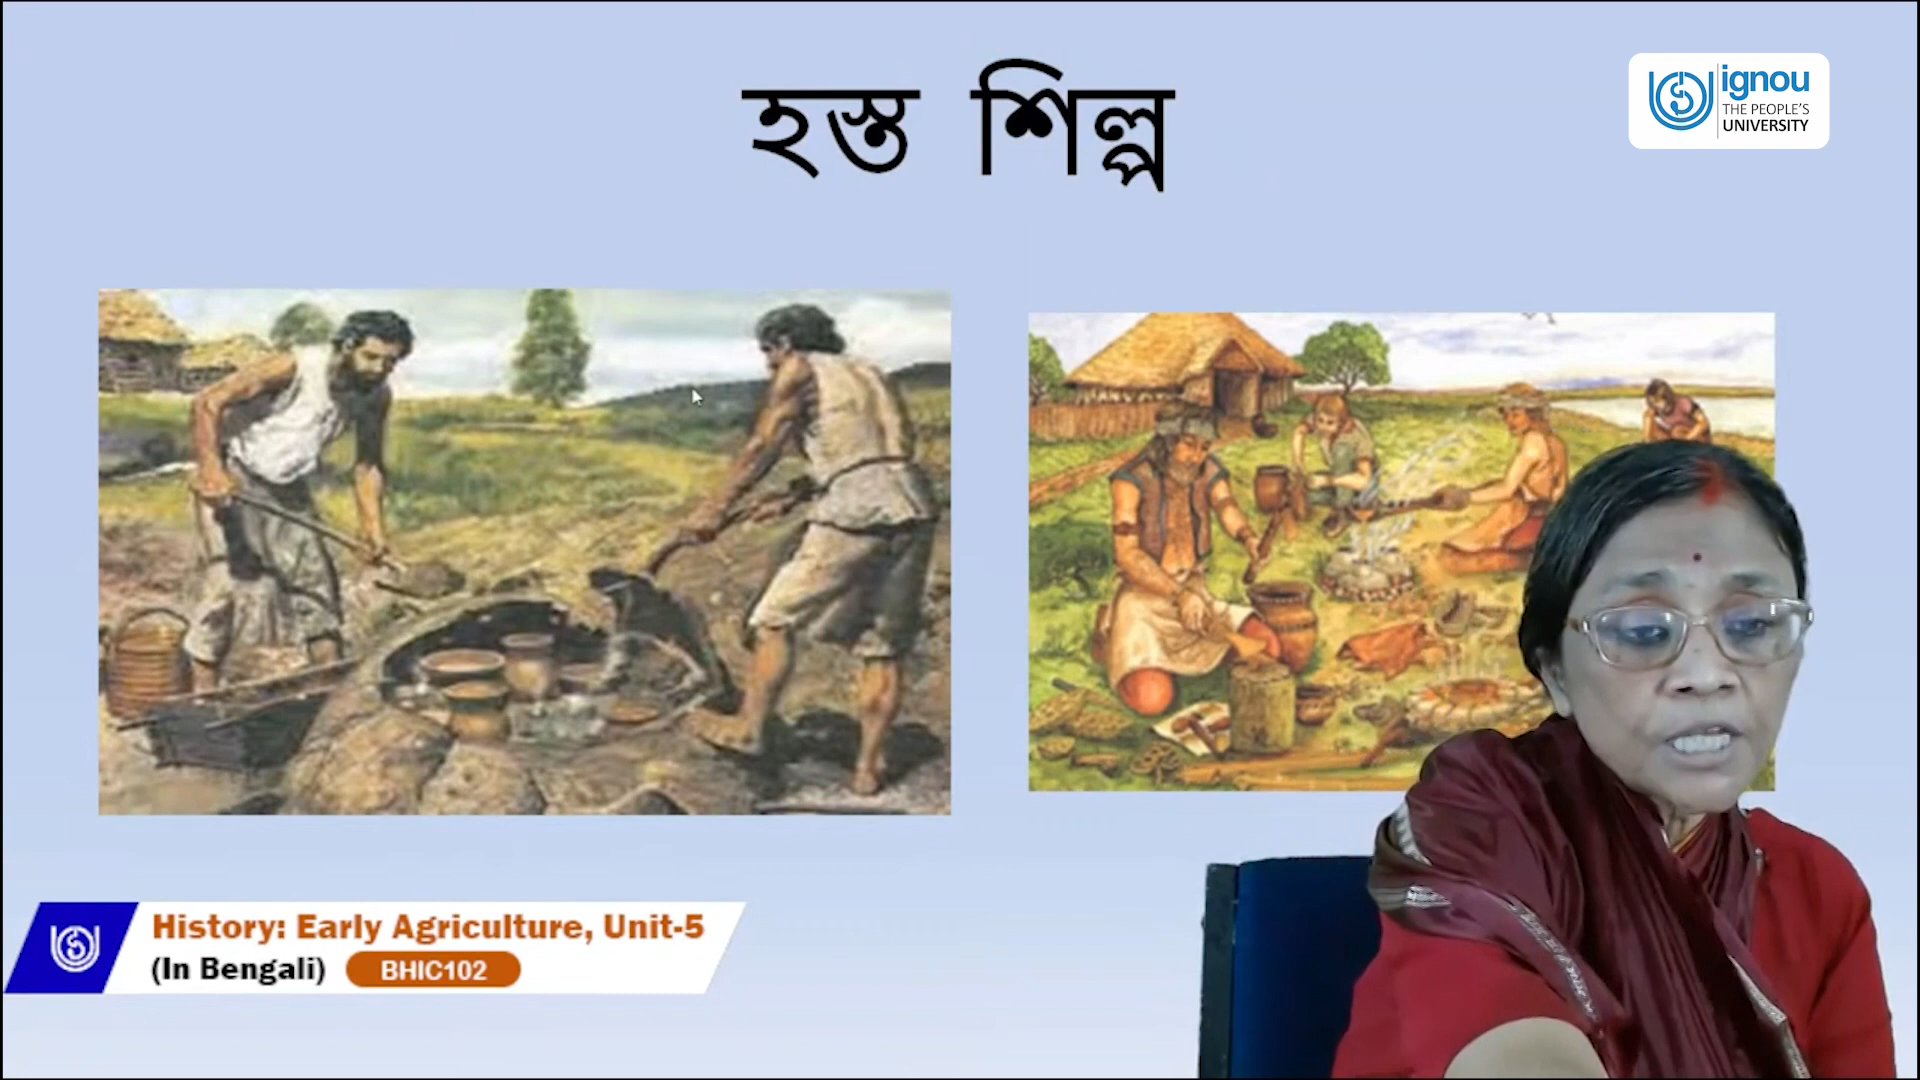 হস্ত শিল্প
ignou
THE PEOPLE'S
UNIVERSITY
History: Early Agriculture, Unit-5
(In Bengali) BHIC102